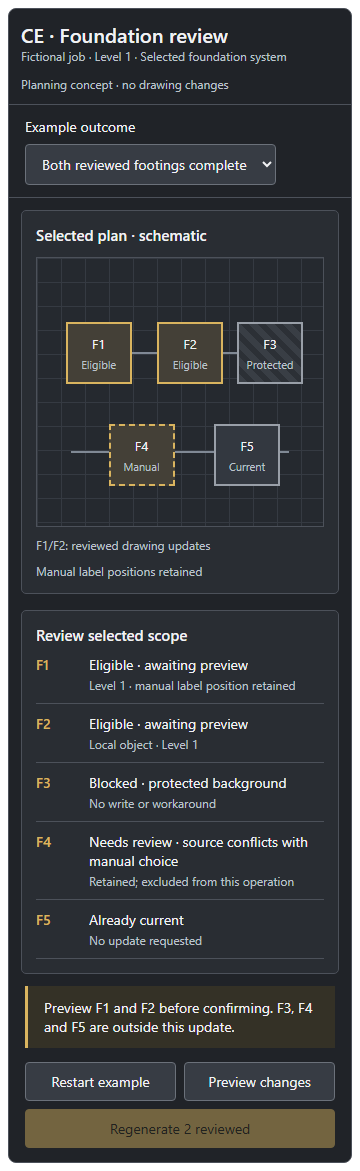 CE · Foundation review
Fictional job · Level 1 · Selected foundation system
Planning concept · no drawing changes
Example outcome
Both reviewed footings complete
Selected plan · schematic
F1
Eligible
F2
Eligible
F3
Protected
F4
Manual
F5
Current
F1/F2: reviewed drawing updates
Manual label positions retained
Review selected scope
F1
Eligible · awaiting preview
Level 1 · manual label position retained
F2
Eligible · awaiting preview
Local object · Level 1
F3
Blocked · protected background
No write or workaround
F4
Needs review · source conflicts with
manual choice
Retained; excluded from this operation
F5
Already current
No update requested
Preview F1 and F2 before confirming. F3, F4
and F5 are outside this update.
Restart example
Preview changes
Regenerate 2 reviewed